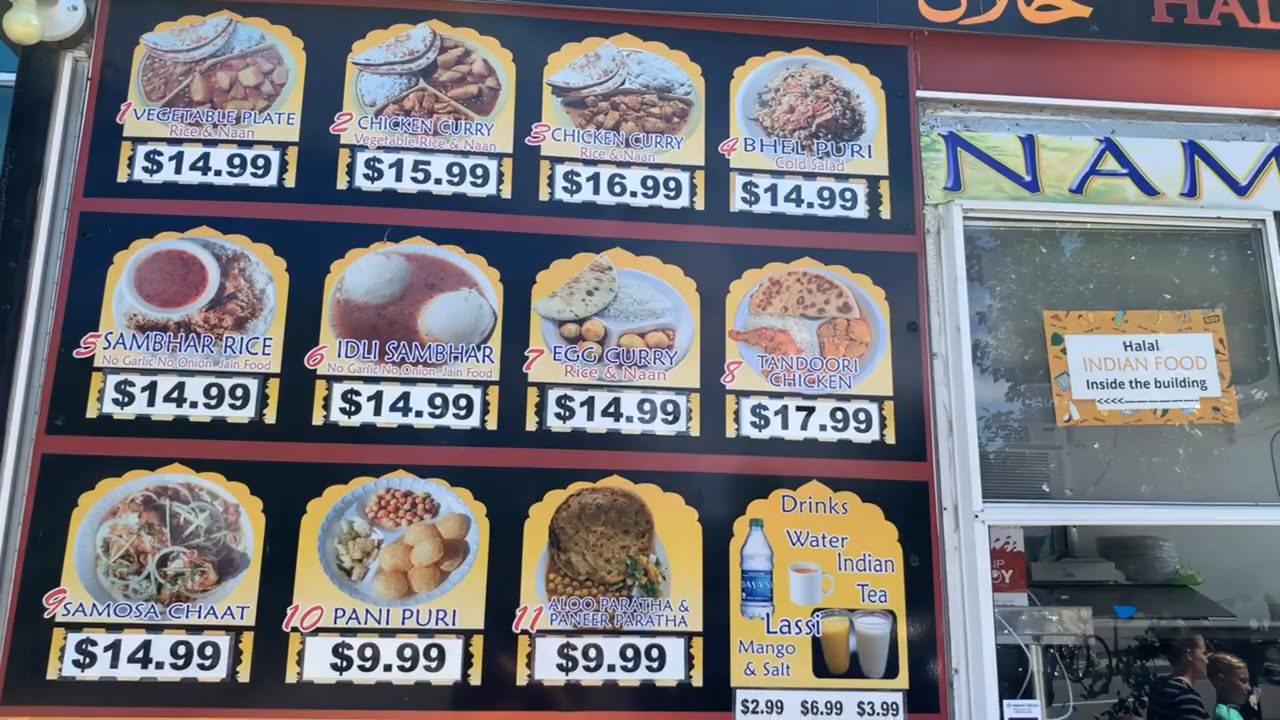 حلال
HAL
NAM
1 VEGETABLE PLATE
Rice & Naan
$14.99
2 CHICKEN CURRY
Vegetable Rice & Naan
$15.99
3 CHICKEN CURRY
Rice & Naan
$16.99
4 BHEL PURI
Cold Salad
$14.99
5 SAMBHAR RICE
No Garlic No Onion Jain Food
$14.99
6 IDLI SAMBHAR
No Garlic No Onion Jain Food
$14.99
7 EGG CURRY
Rice & Naan
$14.99
8 TANDOORI
CHICKEN
$17.99
9 SAMOSA CHAAT
$14.99
10 PANI PURI
$9.99
11 ALOO PARATHA &
PANEER PARATHA
$9.99
Drinks
Water
Indian
Tea
DASANI
Lassi
Mango
& Salt
$2.99 $6.99 $3.99
Halal
INDIAN FOOD
Inside the building
<<<<---------